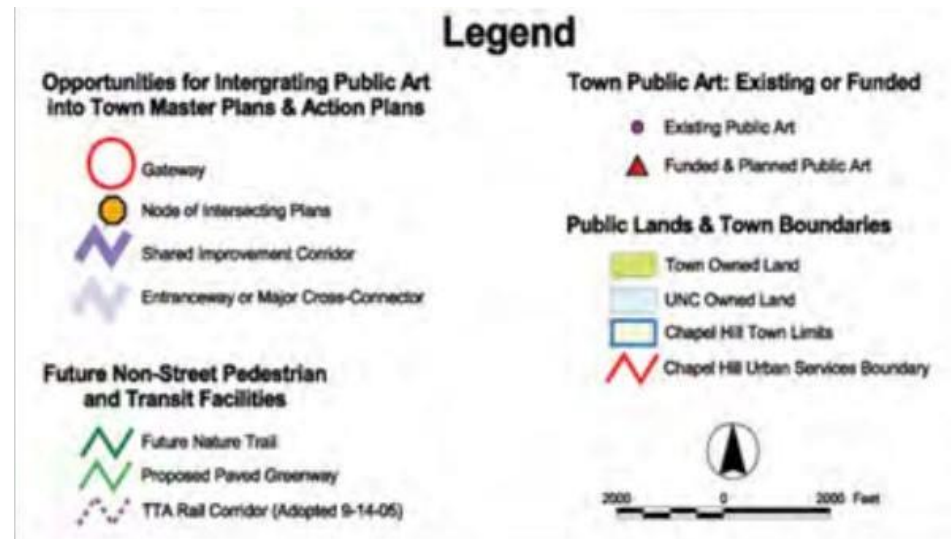 Legend
Opportunities for Intergrating Public Art
into Town Master Plans & Action Plans
Gateway
Node of Intersecting Plans
Shared Improvement Corridor
Entranceway or Major Cross-Connector
Future Non-Street Pedestrian
and Transit Facilities
Future Nature Trail
Proposed Paved Greenway
TTA Rail Corridor (Adopted 9-14-05)
Town Public Art: Existing or Funded
Existing Public Art
Funded & Planned Public Art
Public Lands & Town Boundaries
Town Owned Land
UNC Owned Land
Chapel Hill Town Limits
Chapel Hill Urban Services Boundary
2000 0 2000 Feet